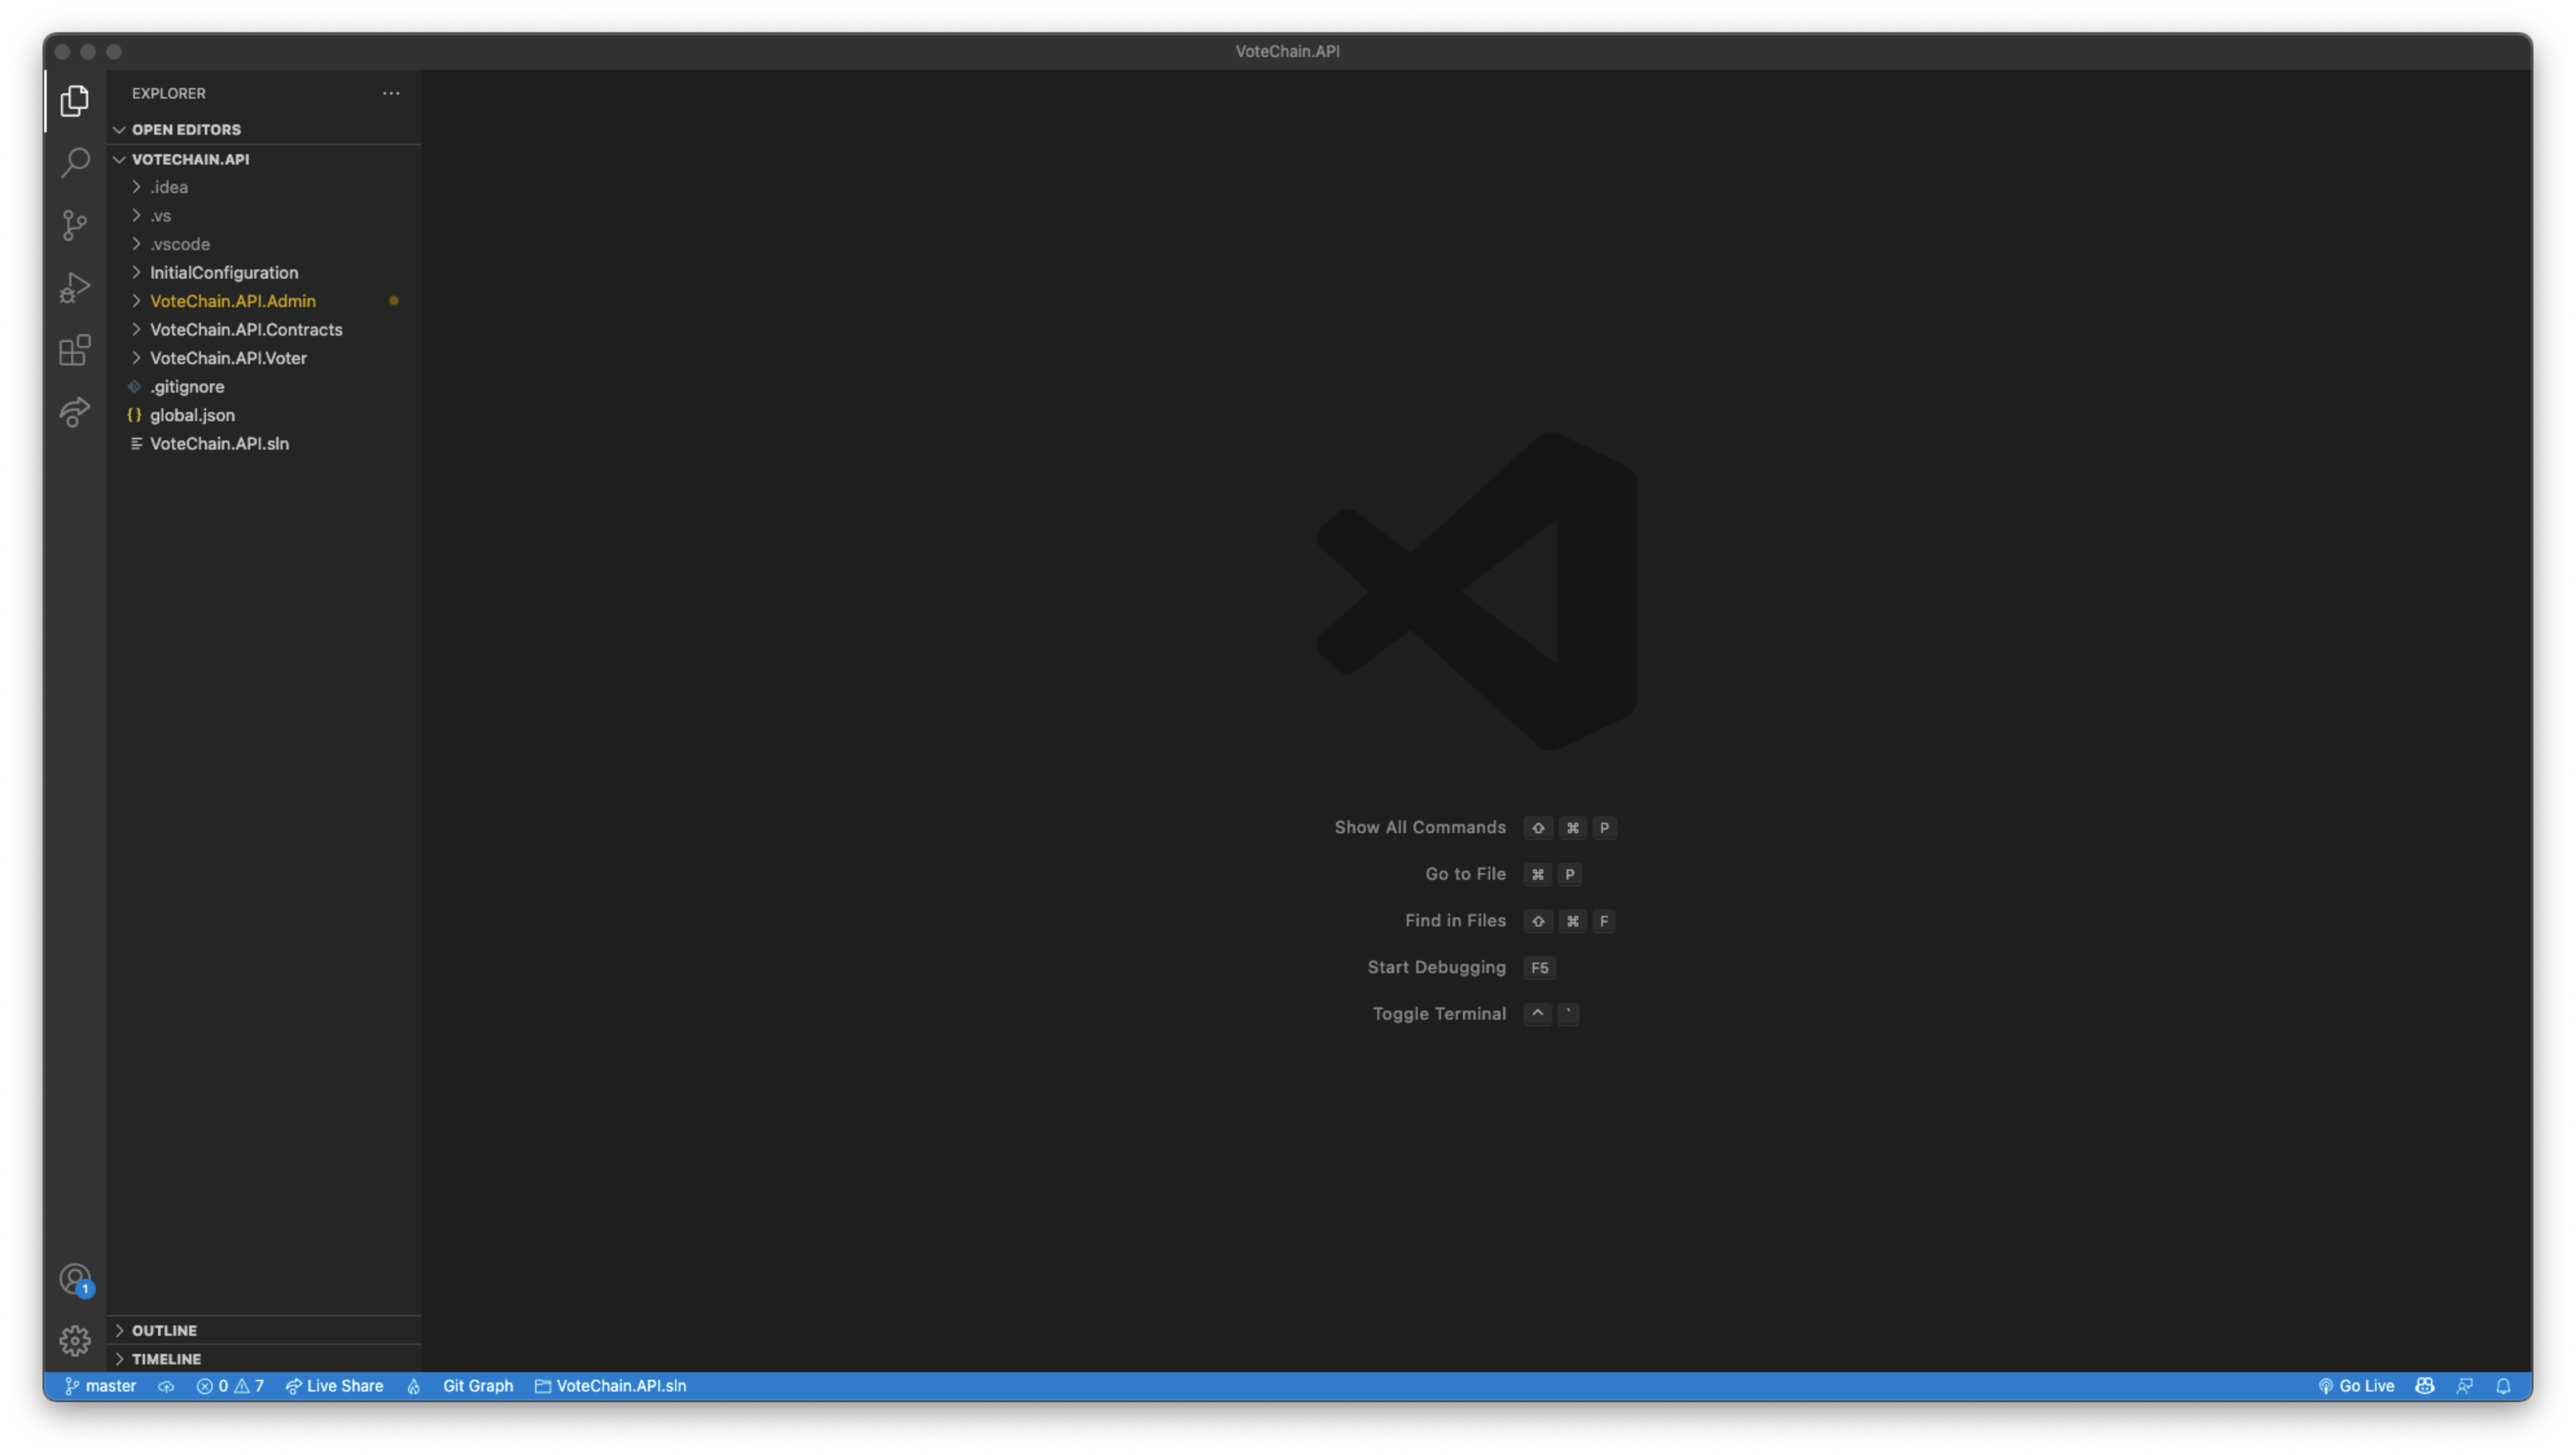 VoteChain.API
EXPLORER
OPEN EDITORS
VOTECHAIN.API
.idea
.vs
.vscode
InitialConfiguration
VoteChain.API.Admin
VoteChain.API.Contracts
VoteChain.API.Voter
.gitignore
{} global.json
VoteChain.API.sln
Show All Commands ⇧ ⌘ P
Go to File ⌘ P
Find in Files ⇧ ⌘ F
Start Debugging F5
Toggle Terminal ^ `
1
OUTLINE
TIMELINE
master 0 7 Live Share Git Graph VoteChain.API.sln Go Live